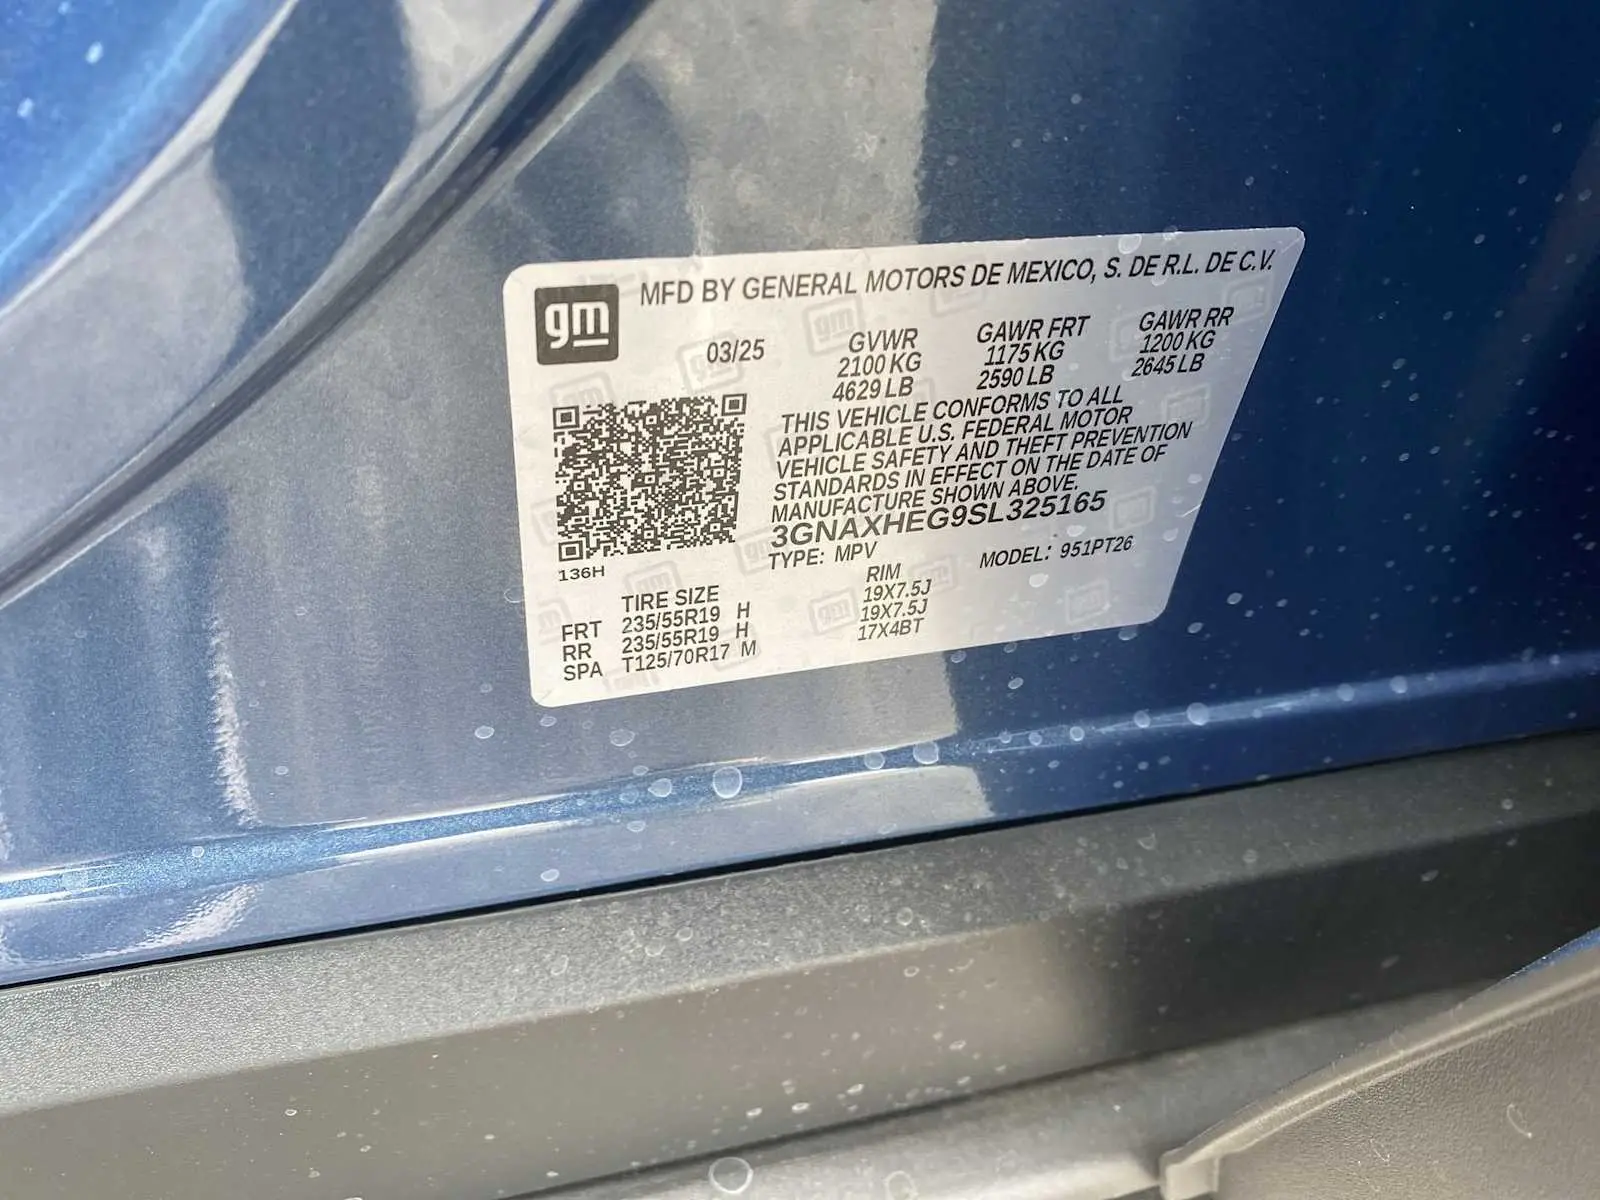 gm MFD BY GENERAL MOTORS DE MEXICO, S. DE R.L. DE C.V.
03/25 GVWR GAWR FRT GAWR RR
2100 KG 1175 KG 1200 KG
4629 LB 2590 LB 2645 LB
THIS VEHICLE CONFORMS TO ALL
APPLICABLE U.S. FEDERAL MOTOR
VEHICLE SAFETY AND THEFT PREVENTION
STANDARDS IN EFFECT ON THE DATE OF
MANUFACTURE SHOWN ABOVE.
3GNAXHEG9SL325165
TYPE: MPV MODEL: 951PT26
136H
TIRE SIZE RIM
FRT 235/55R19 H 19X7.5J
RR 235/55R19 H 19X7.5J
SPA T125/70R17 M 17X4BT